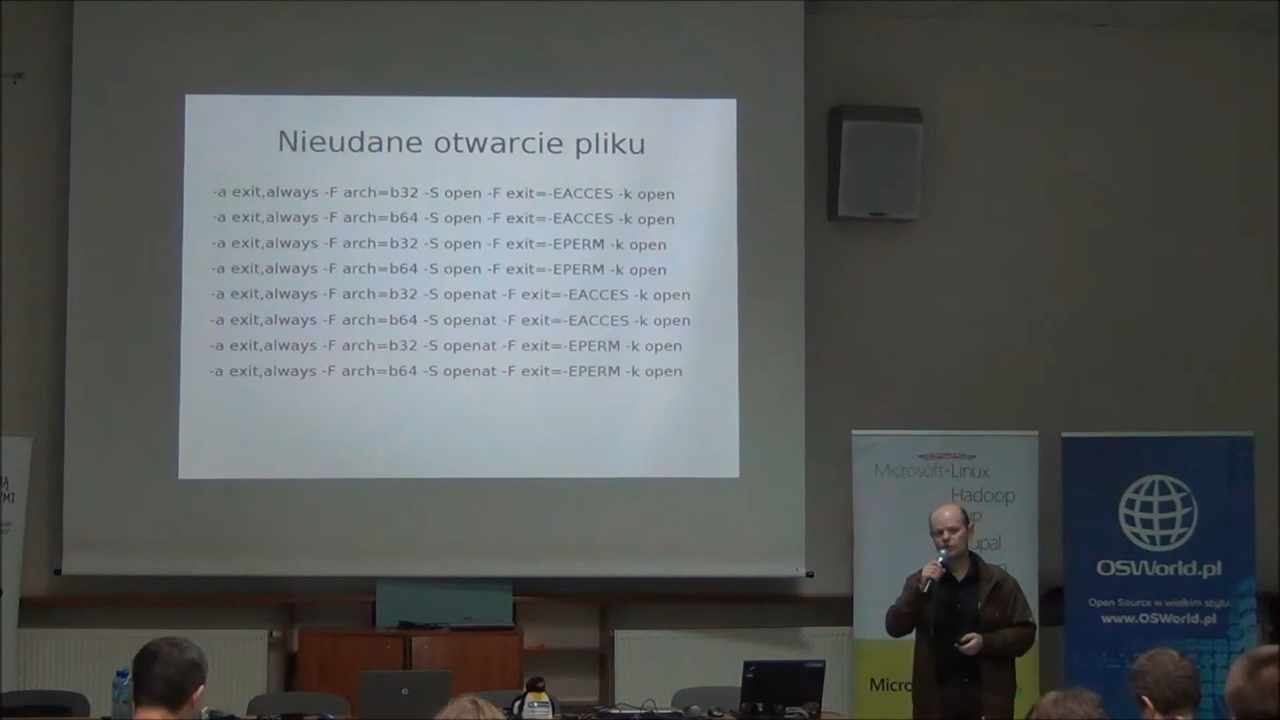 Nieudane otwarcie pliku
-a exit,always -F arch=b32 -S open -F exit=-EACCES -k open
-a exit,always -F arch=b64 -S open -F exit=-EACCES -k open
-a exit,always -F arch=b32 -S open -F exit=-EPERM -k open
-a exit,always -F arch=b64 -S open -F exit=-EPERM -k open
-a exit,always -F arch=b32 -S openat -F exit=-EACCES -k open
-a exit,always -F arch=b64 -S openat -F exit=-EACCES -k open
-a exit,always -F arch=b32 -S openat -F exit=-EPERM -k open
-a exit,always -F arch=b64 -S openat -F exit=-EPERM -k open
Microsoft Linux
Hadoop
OSWorld.pl
Open Source w wielkim stylu
www.OSWorld.pl